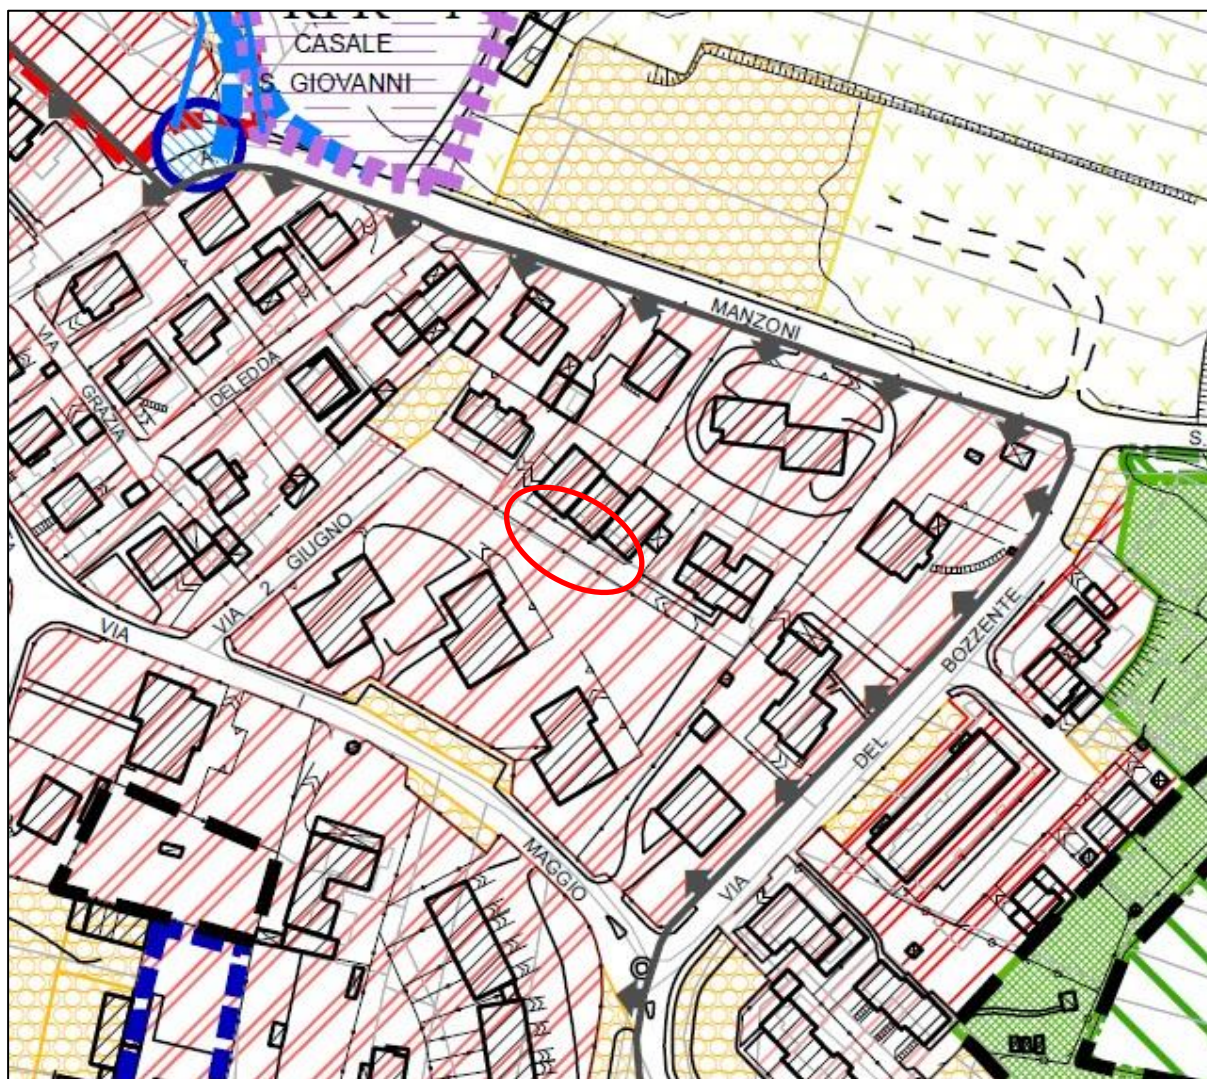 CASALE
S. GIOVANNI
A
MANZONI
VIA
GRAZIA
DELEDDA
S.
VIA 2 GIUGNO
VIA
I
MAGGIO
VIA
DEL
BOZZENTE